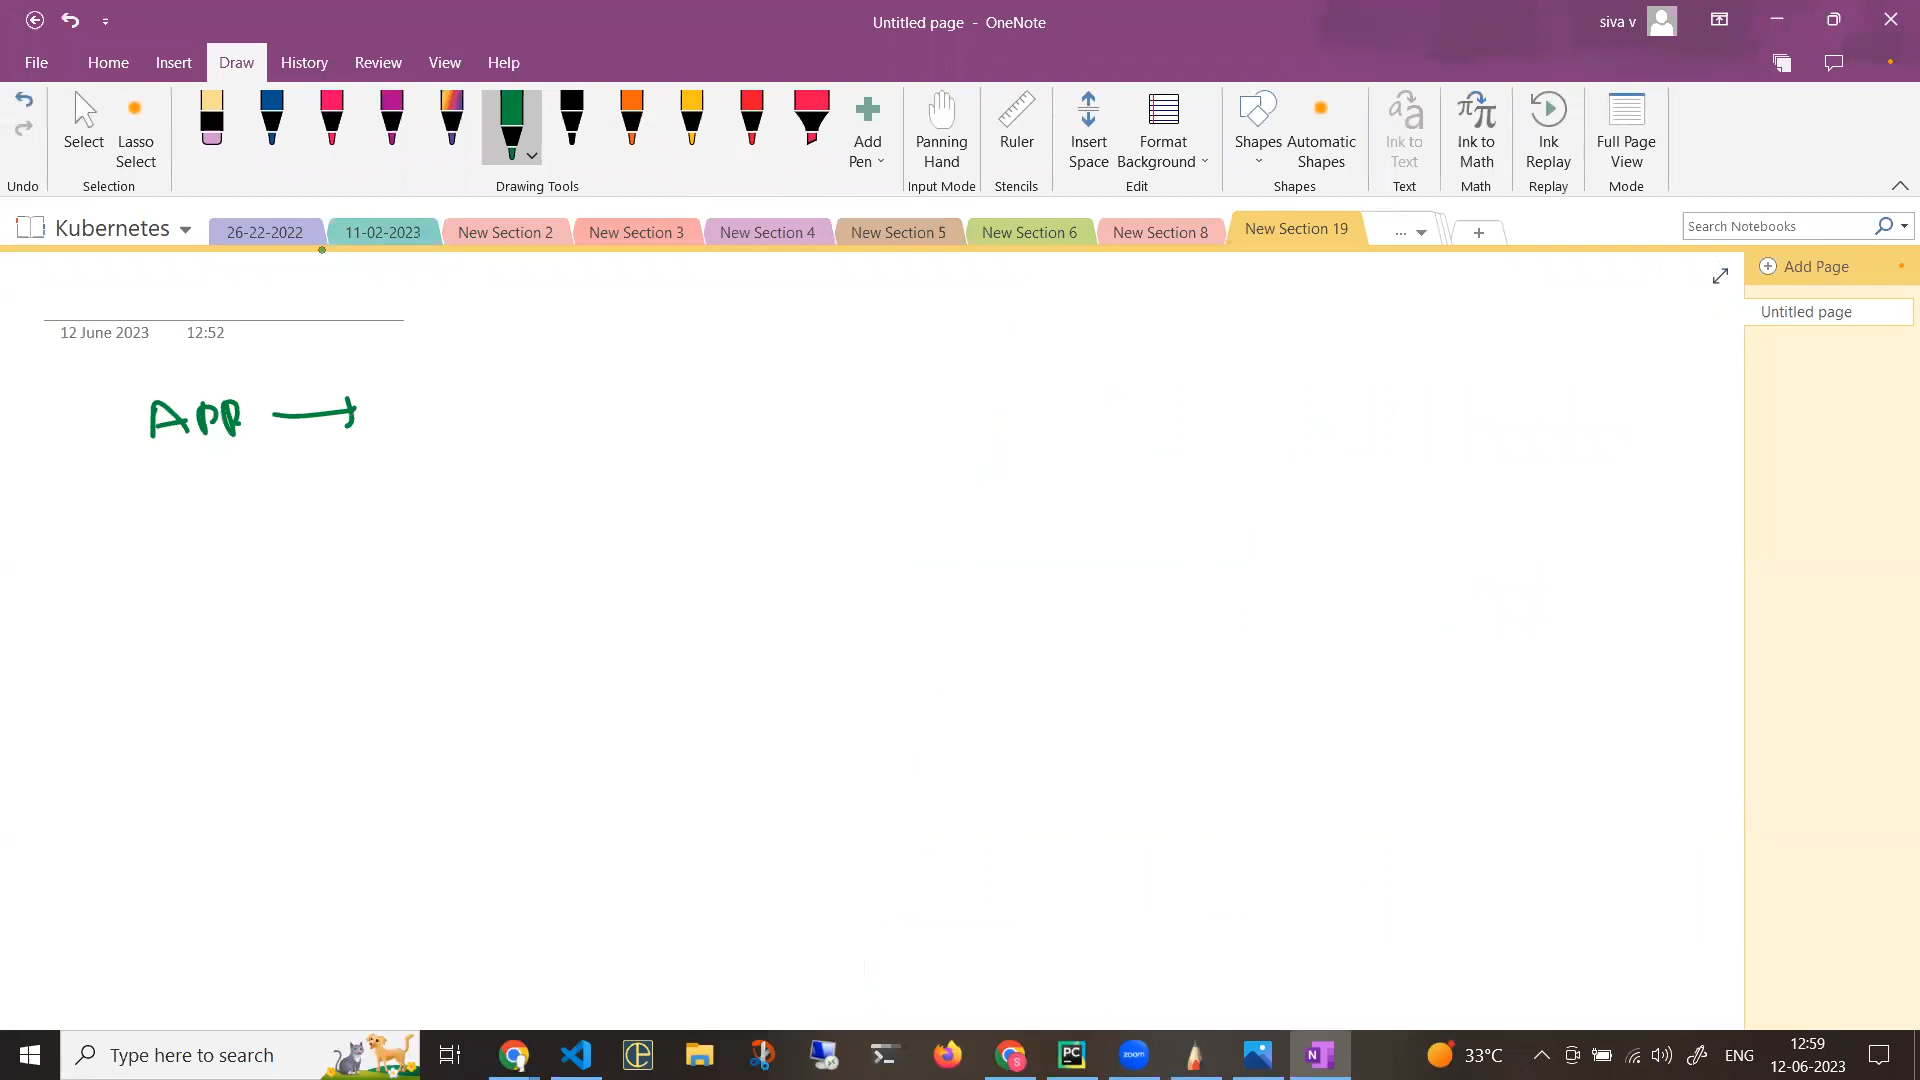 Untitled page - OneNote
siva v
File Home Insert Draw History Review View Help
Undo
Select
Lasso Select
Selection
Drawing Tools
Add Pen
Panning Hand
Input Mode
Ruler
Stencils
Insert Space
Format Background
Edit
Shapes
Automatic Shapes
Shapes
Ink to Text
Text
Ink to Math
Math
Ink Replay
Replay
Full Page View
Mode
Kubernetes
26-22-2022
11-02-2023
New Section 2
New Section 3
New Section 4
New Section 5
New Section 6
New Section 8
New Section 19
...
Search Notebooks
Add Page
Untitled page
12 June 2023 12:52
APP
Type here to search
PC
zoom
N
33°C
ENG
12:59
12-06-2023